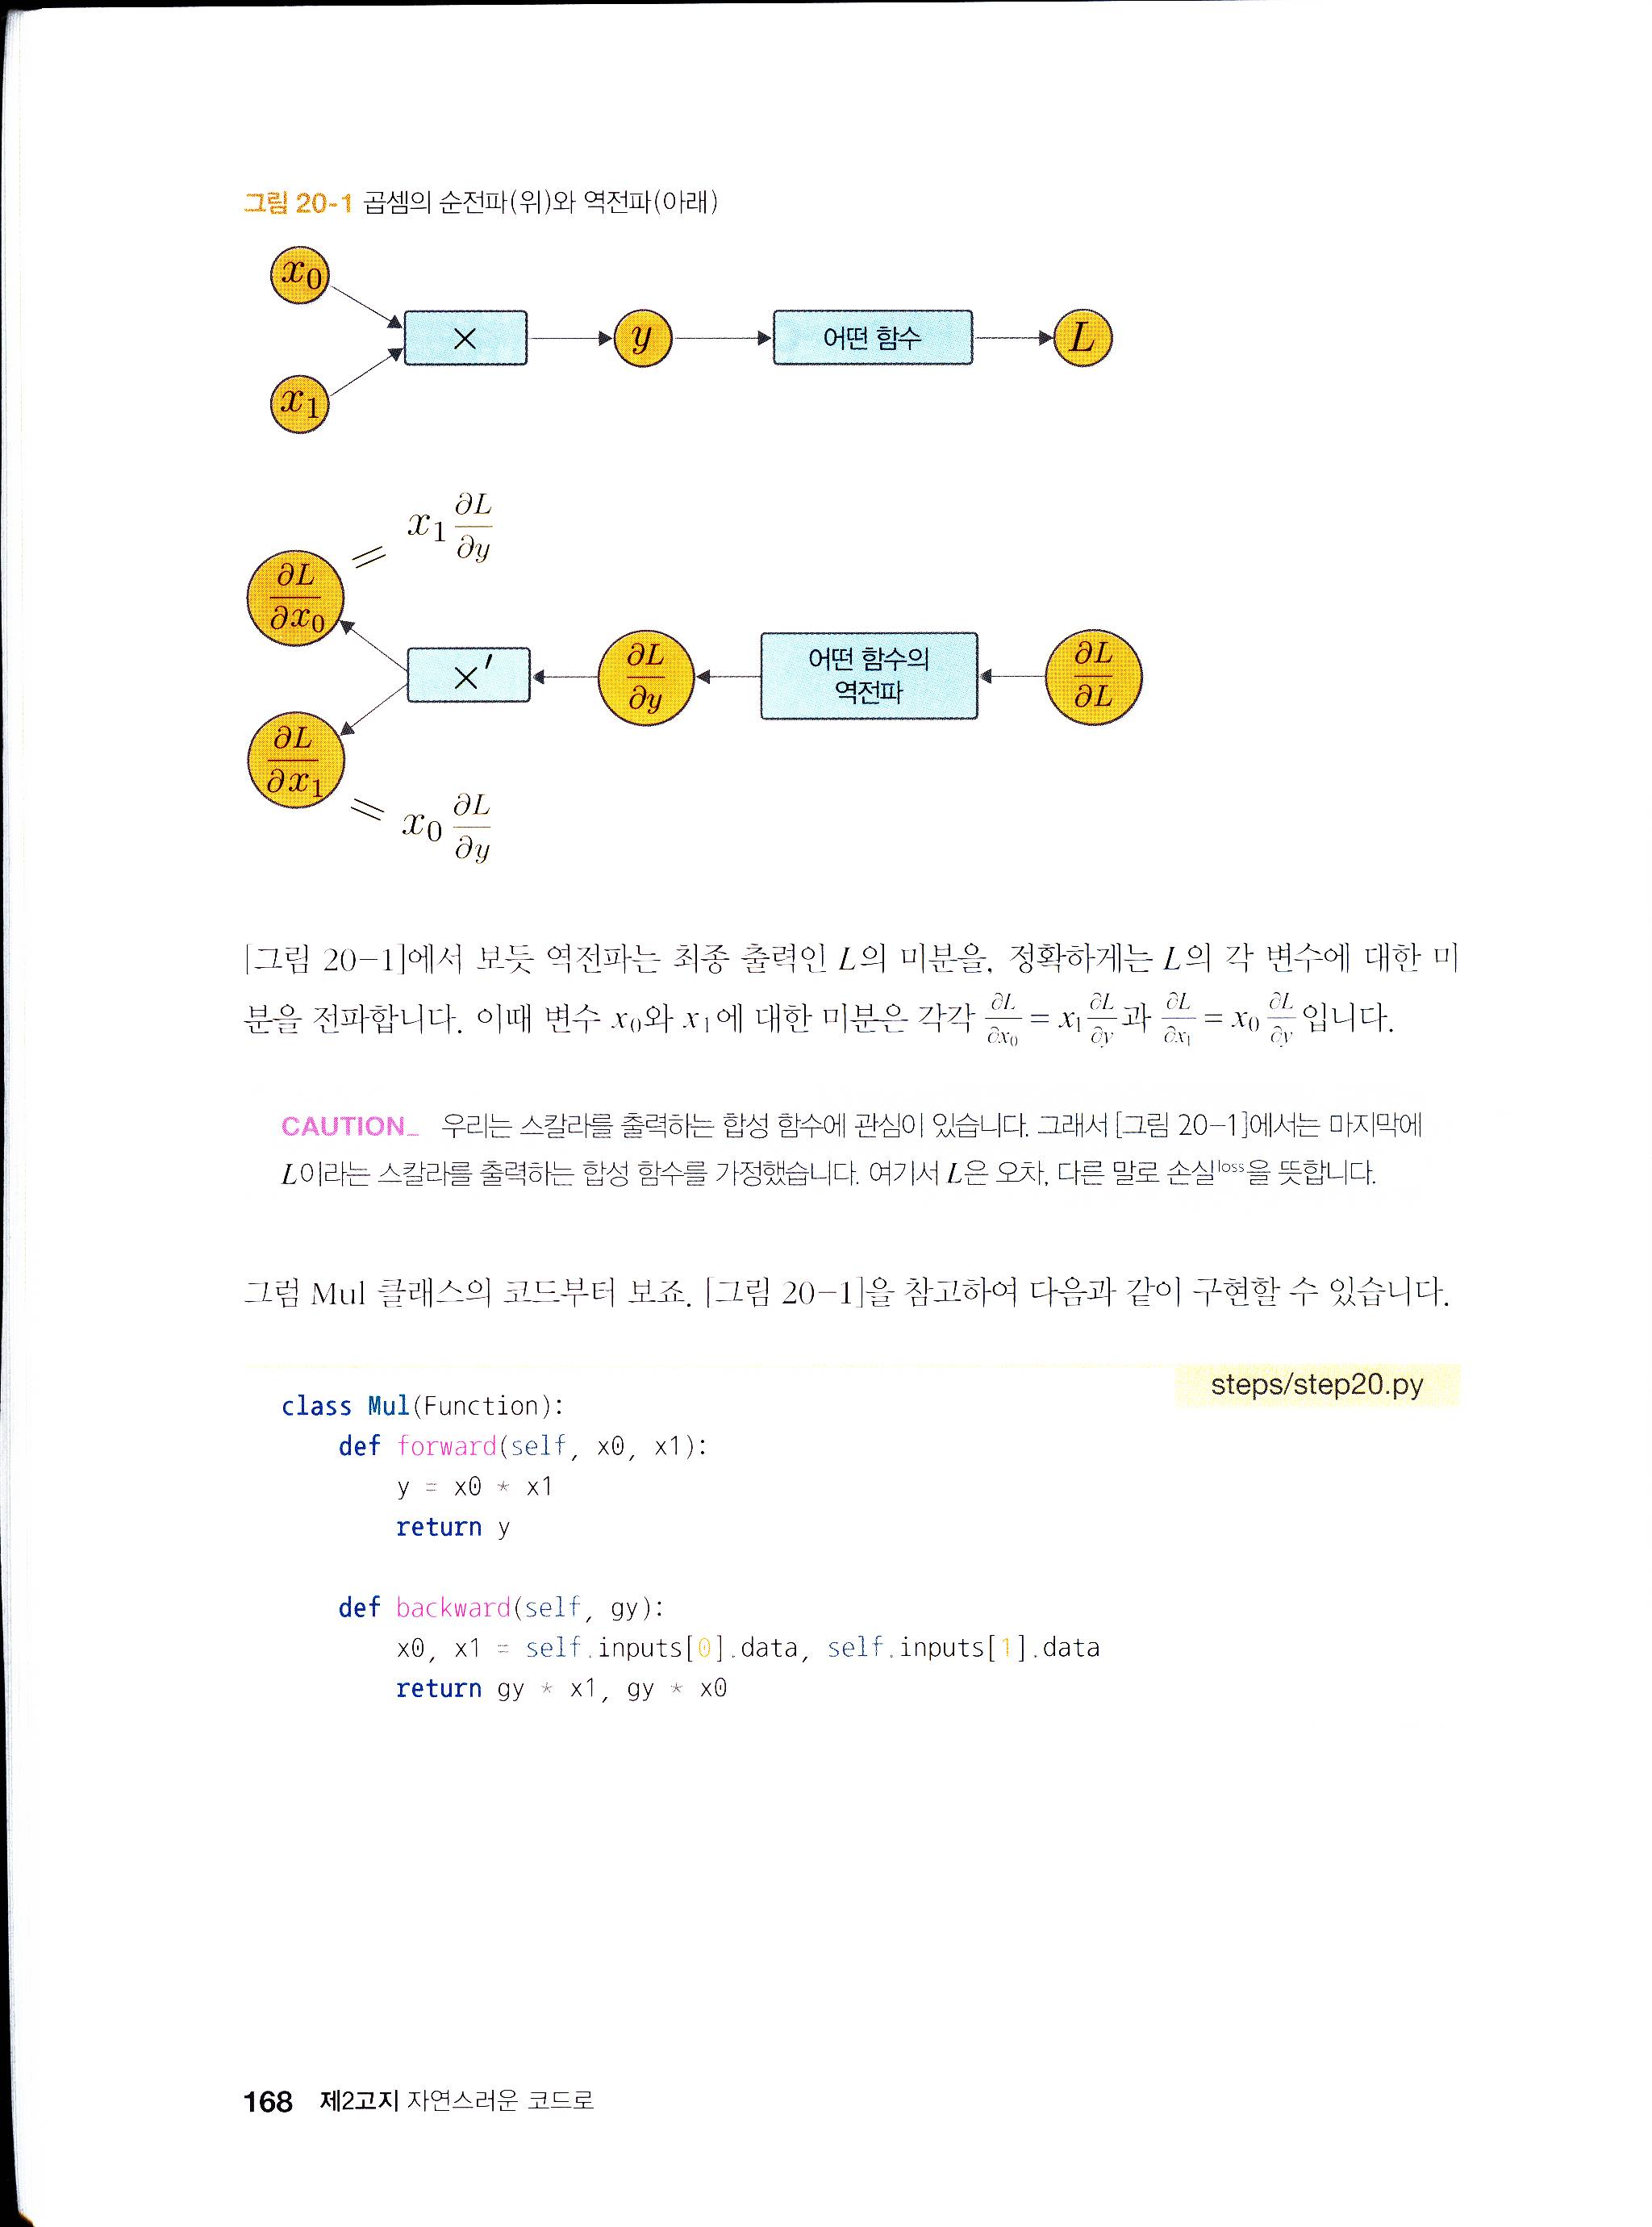 그림 20-1 곱셈의 순전파(위)와 역전파(아래)
x₀
× y 어떤 함수 L
x₁
x₁ ∂L/∂y
=
∂L/∂x₀
×′ ∂L/∂y 어떤 함수의 역전파 ∂L/∂L
∂L/∂x₁
=
x₀ ∂L/∂y
[그림 20-1]에서 보듯 역전파는 최종 출력인 L의 미분을, 정확하게는 L의 각 변수에 대한 미
분을 전파합니다. 이때 변수 x₀와 x₁에 대한 미분은 각각 ∂L/∂x₀ = x₁ ∂L/∂y 과 ∂L/∂x₁ = x₀ ∂L/∂y 입니다.
CAUTION_ 우리는 스칼라를 출력하는 합성 함수에 관심이 있습니다. 그래서 [그림 20-1]에서는 마지막에
L이라는 스칼라를 출력하는 합성 함수를 가정했습니다. 여기서 L은 오차, 다른 말로 손실loss을 뜻합니다.
그럼 Mul 클래스의 코드부터 보죠. [그림 20-1]을 참고하여 다음과 같이 구현할 수 있습니다.
steps/step20.py
class Mul(Function):
    def forward(self, x0, x1):
        y = x0 * x1
        return y
    def backward(self, gy):
        x0, x1 = self.inputs[0].data, self.inputs[1].data
        return gy * x1, gy * x0
168 제2고지 자연스러운 코드로